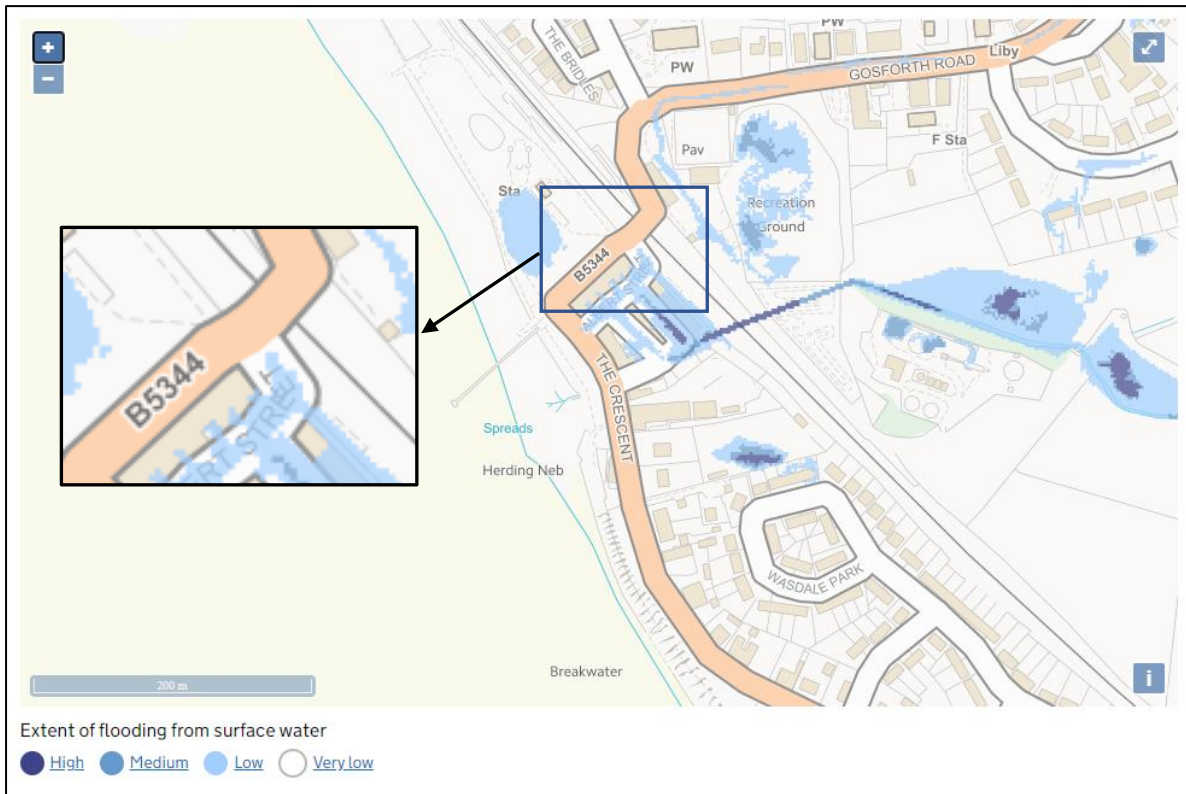 +
−
THE BRIDLES
PW
PW
Liby
GOSFORTH ROAD
F Sta
Pav
Sta
Recreation
Ground
B5344
B5344
THE CRESCENT
Spreads
Herding Neb
WASDALE PARK
Breakwater
200 m
i
Extent of flooding from surface water
High Medium Low Very low